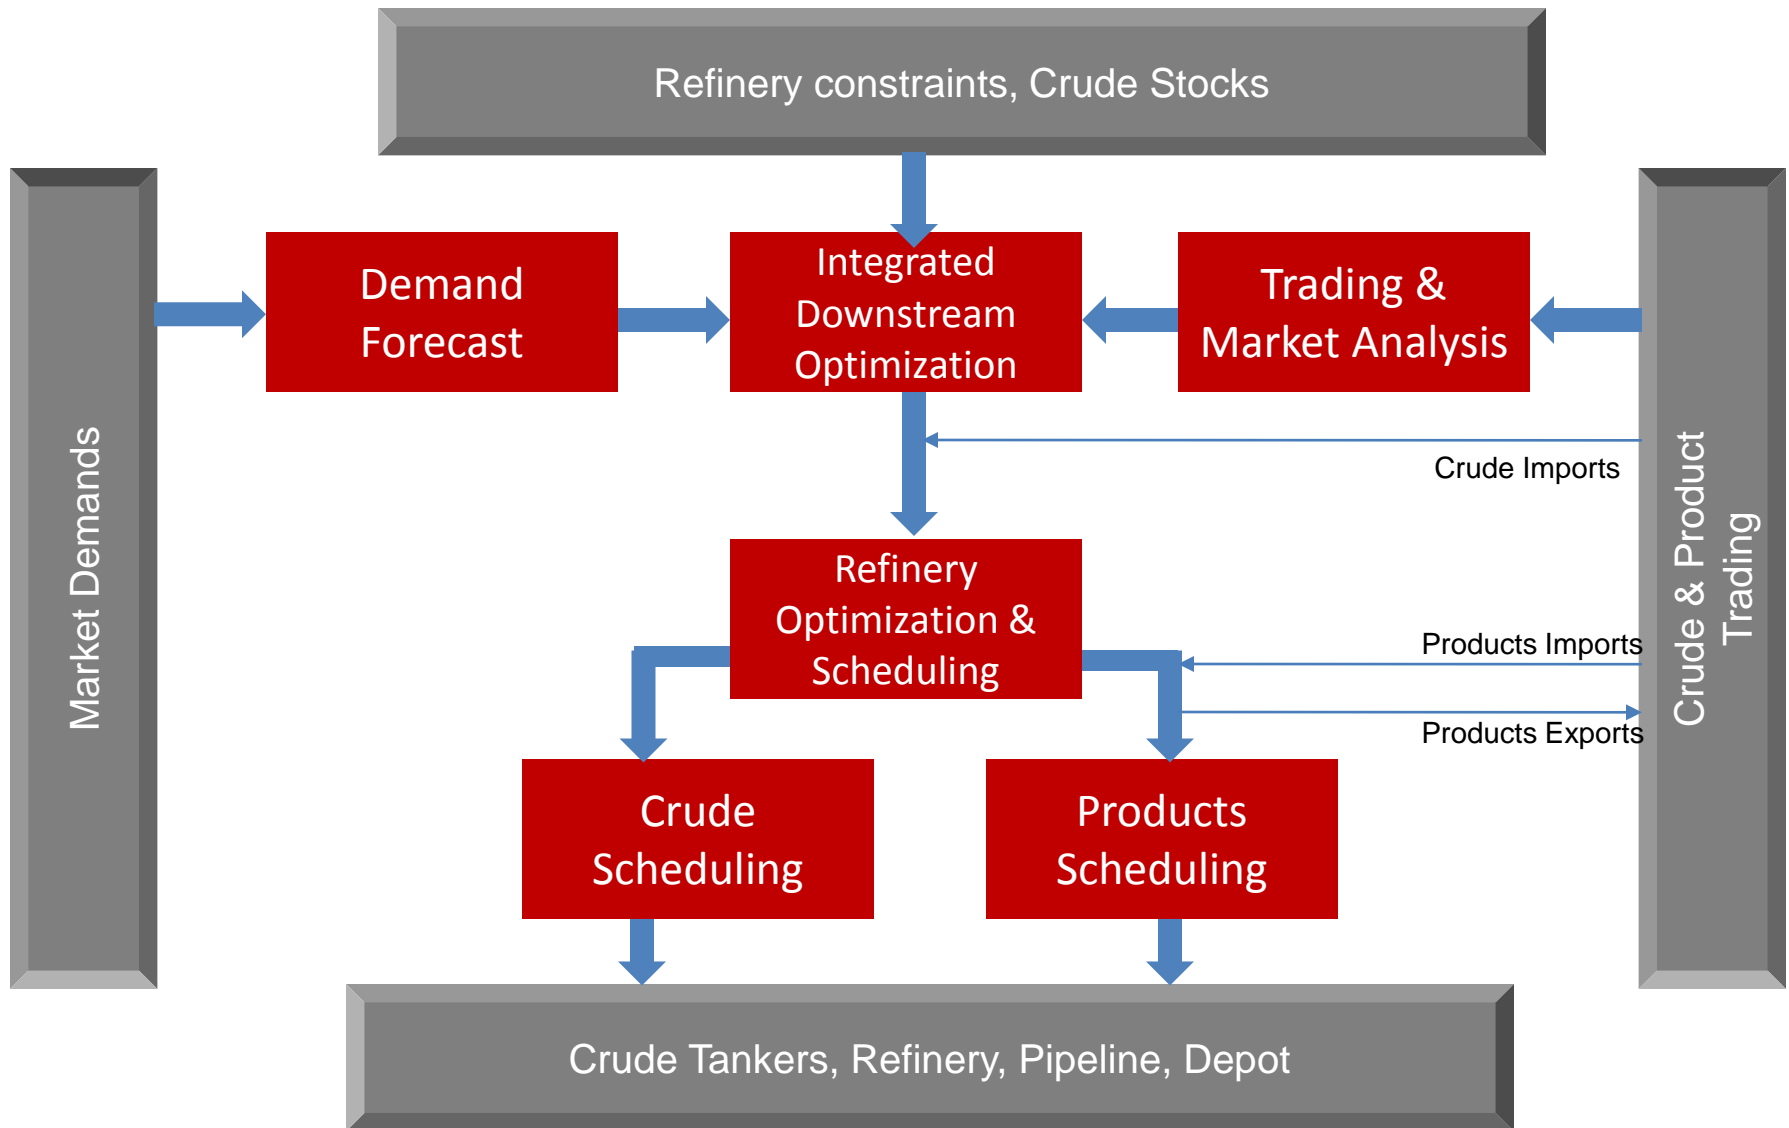 Refinery constraints, Crude Stocks
Market Demands
Demand
Forecast
Integrated
Downstream
Optimization
Trading &
Market Analysis
Crude & Product
Trading
Crude Imports
Refinery
Optimization &
Scheduling
Products Imports
Products Exports
Crude
Scheduling
Products
Scheduling
Crude Tankers, Refinery, Pipeline, Depot